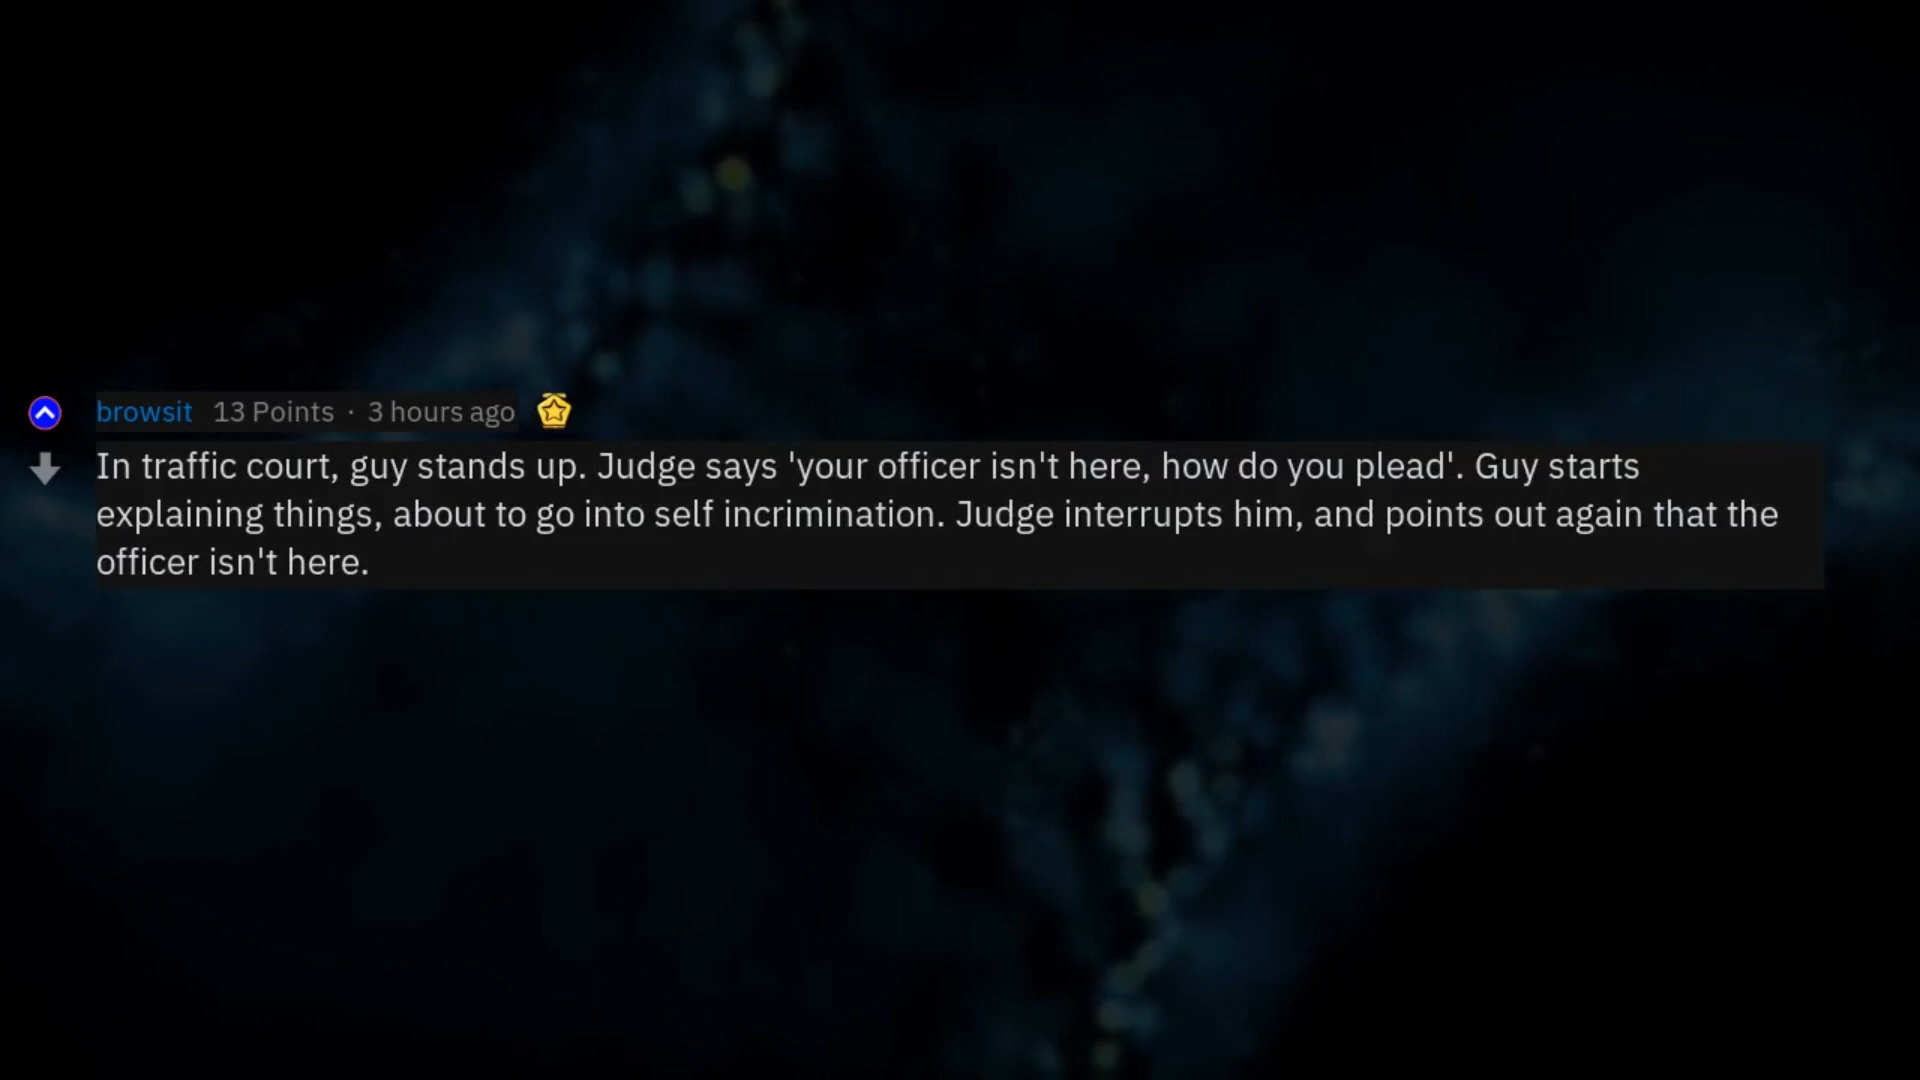 browsit 13 Points · 3 hours ago
In traffic court, guy stands up. Judge says 'your officer isn't here, how do you plead'. Guy starts
explaining things, about to go into self incrimination. Judge interrupts him, and points out again that the
officer isn't here.